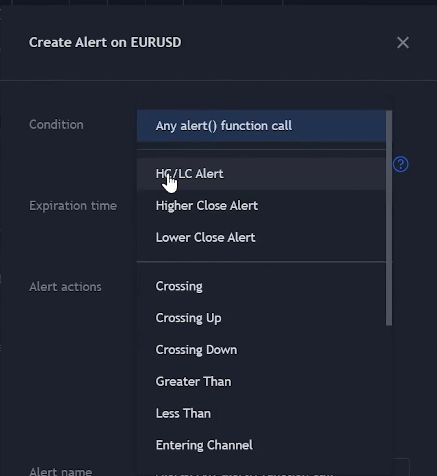 Create Alert on EURUSD
Condition
Any alert() function call
HC/LC Alert
Expiration time
Higher Close Alert
Lower Close Alert
Alert actions
Crossing
Crossing Up
Crossing Down
Greater Than
Less Than
Entering Channel
Alert name